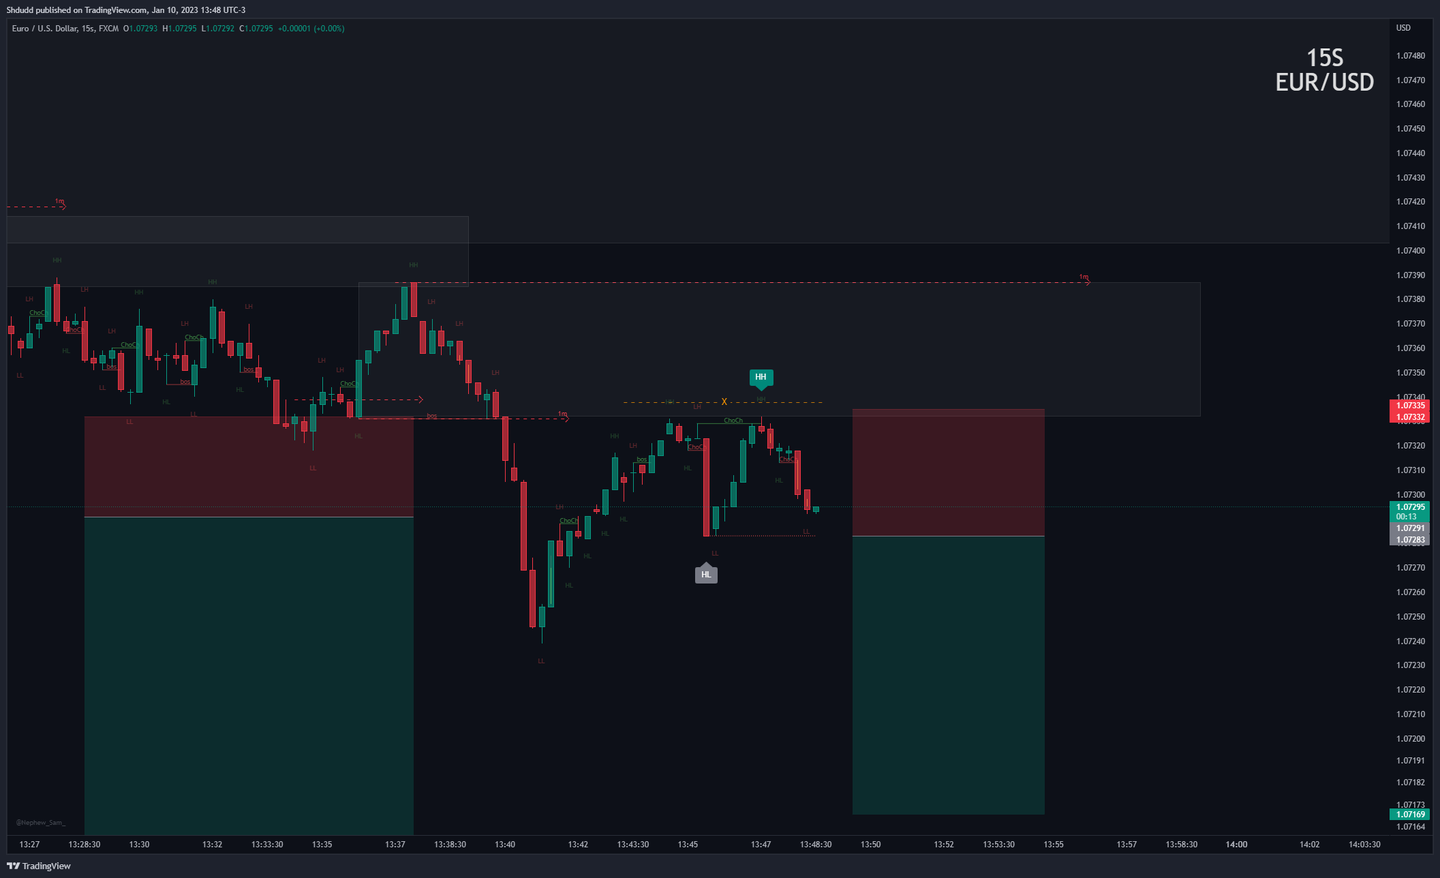 Shdudd published on TradingView.com, Jan 10, 2023 13:48 UTC-3
Euro / U.S. Dollar, 15s, FXCM O1.07293 H1.07295 L1.07292 C1.07295 +0.00001 (+0.00%)
USD
15S
EUR/USD
1.07480
1.07470
1.07460
1.07450
1.07440
1.07430
1.07420
1.07410
1.07400
1.07390
1.07380
1.07370
1.07360
1.07350
1.07340
1.07335
1.07332
1.07320
1.07310
1.07300
1.07295
00:13
1.07291
1.07283
1.07270
1.07260
1.07250
1.07240
1.07230
1.07220
1.07210
1.07200
1.07191
1.07182
1.07173
1.07169
1.07164
1m
HH
LH
HH
HH
LH
LH
HH
1m
LH
ChoCh
LH
LH
ChoCh
ChoCh
LH
LH
HL
bos
bos
LH
LH
ChoCh
LL
LL
HL
bos
HL
LL
LL
HL
LL
bos
1m
LH
X
HH
LH
HH
ChoCh
HH
LH
bos
ChoCh
ChoCh
HL
HL
LH
ChoCh
HL
HL
HL
HL
LL
LL
HL
LL
@Nephew_Sam_
13:27
13:28:30
13:30
13:32
13:33:30
13:35
13:37
13:38:30
13:40
13:42
13:43:30
13:45
13:47
13:48:30
13:50
13:52
13:53:30
13:55
13:57
13:58:30
14:00
14:02
14:03:30
TradingView